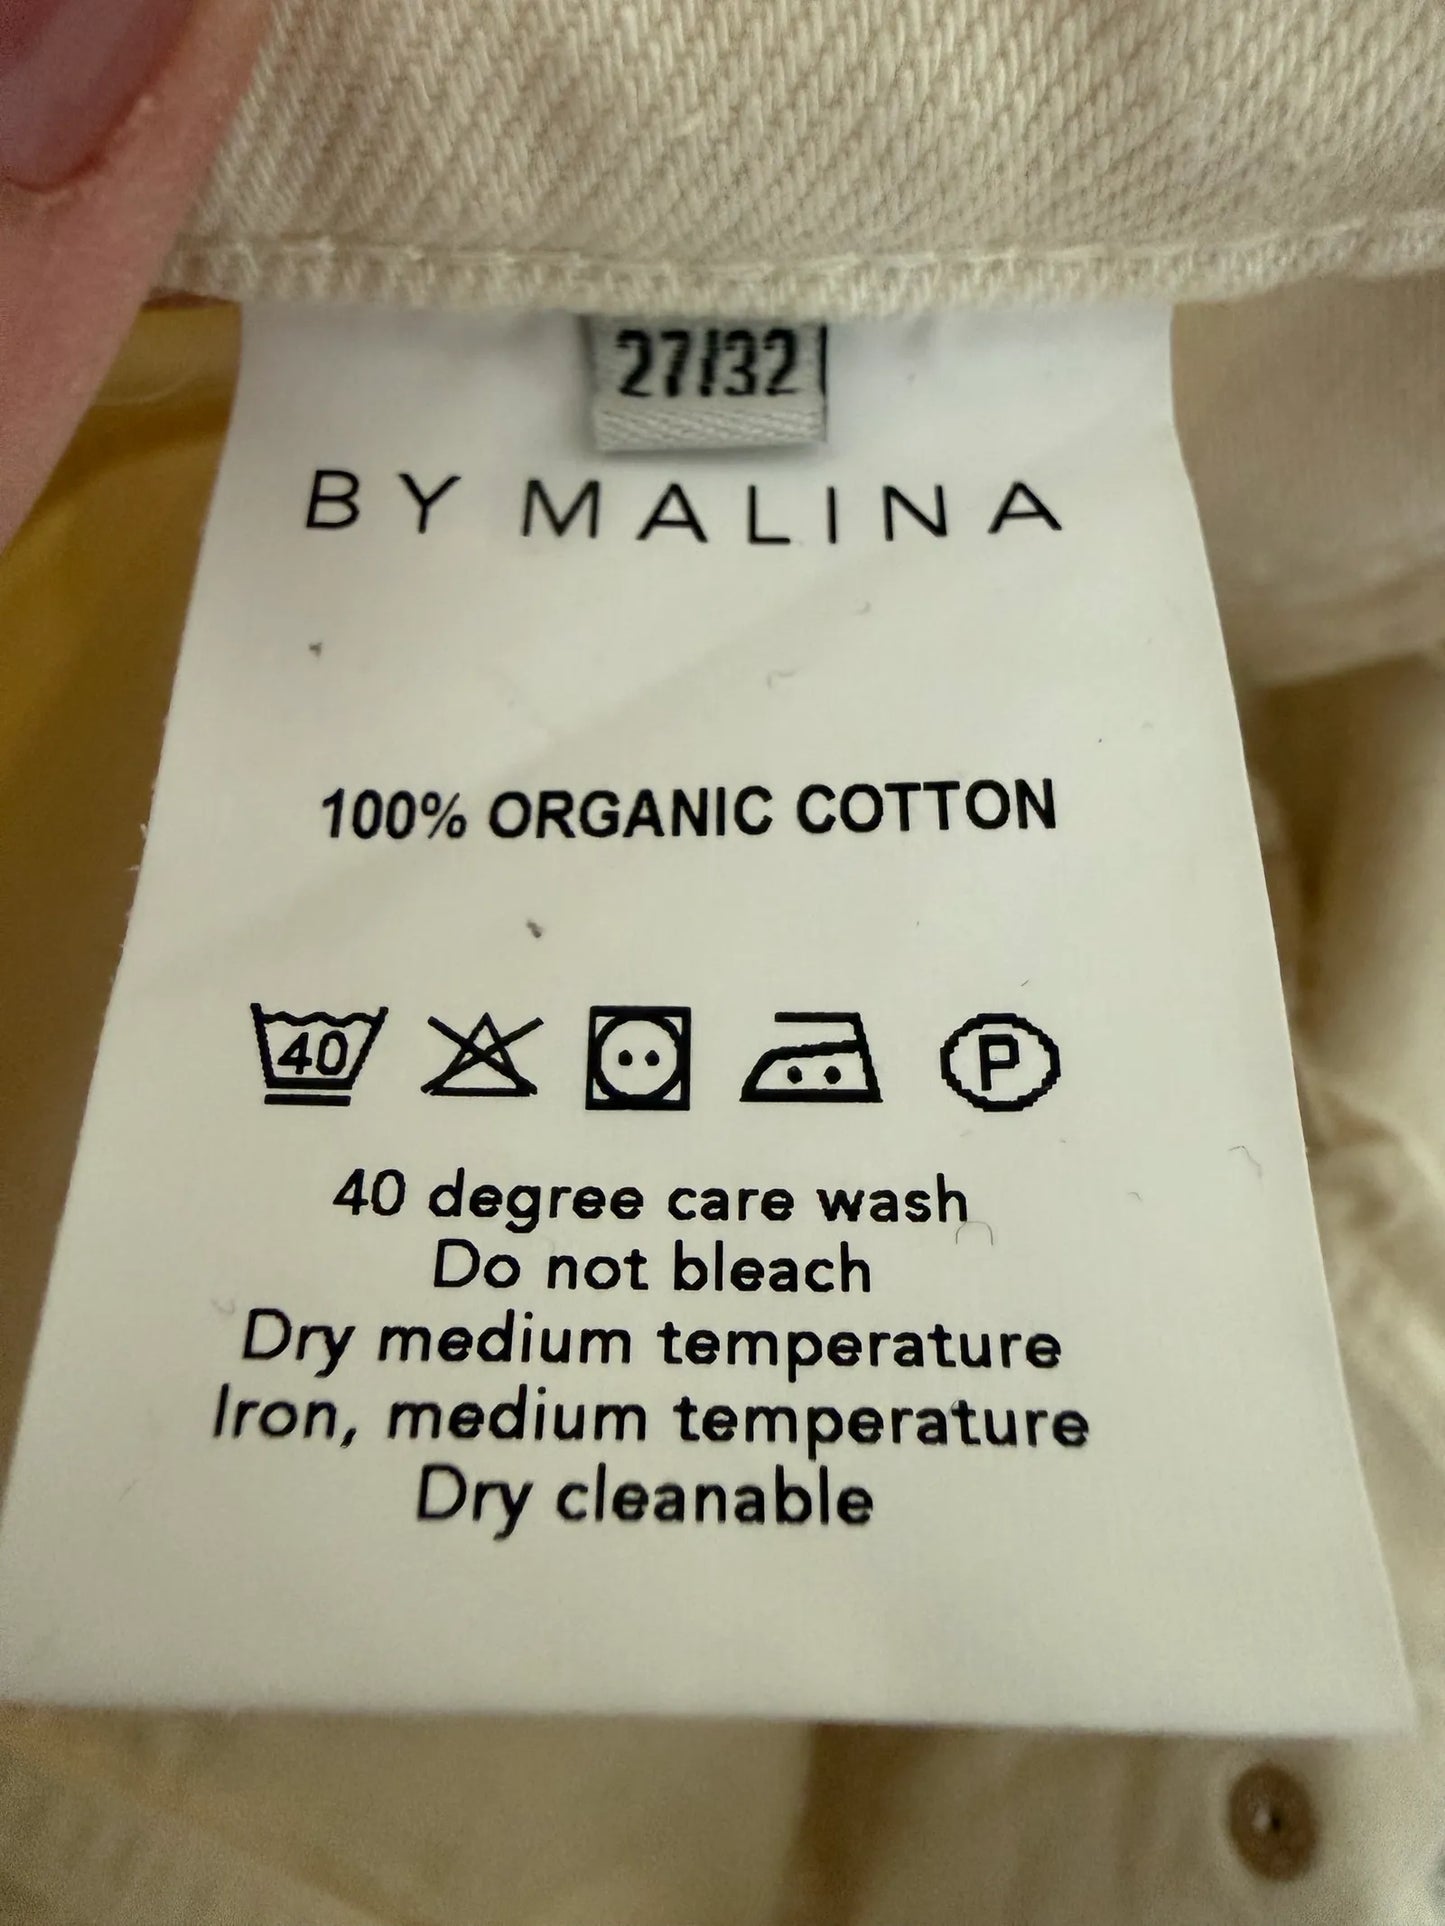 27/32
BY MALINA
100% ORGANIC COTTON
40 P
40 degree care wash
Do not bleach
Dry medium temperature
Iron, medium temperature
Dry cleanable